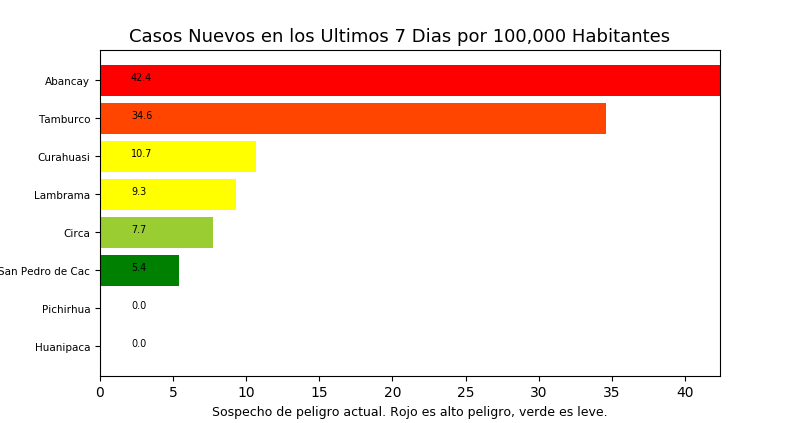 Casos Nuevos en los Ultimos 7 Dias por 100,000 Habitantes
Abancay 42.4
Tamburco 34.6
Curahuasi 10.7
Lambrama 9.3
Circa 7.7
San Pedro de Cac 5.4
Pichirhua 0.0
Huanipaca 0.0
0 5 10 15 20 25 30 35 40
Sospecho de peligro actual. Rojo es alto peligro, verde es leve.